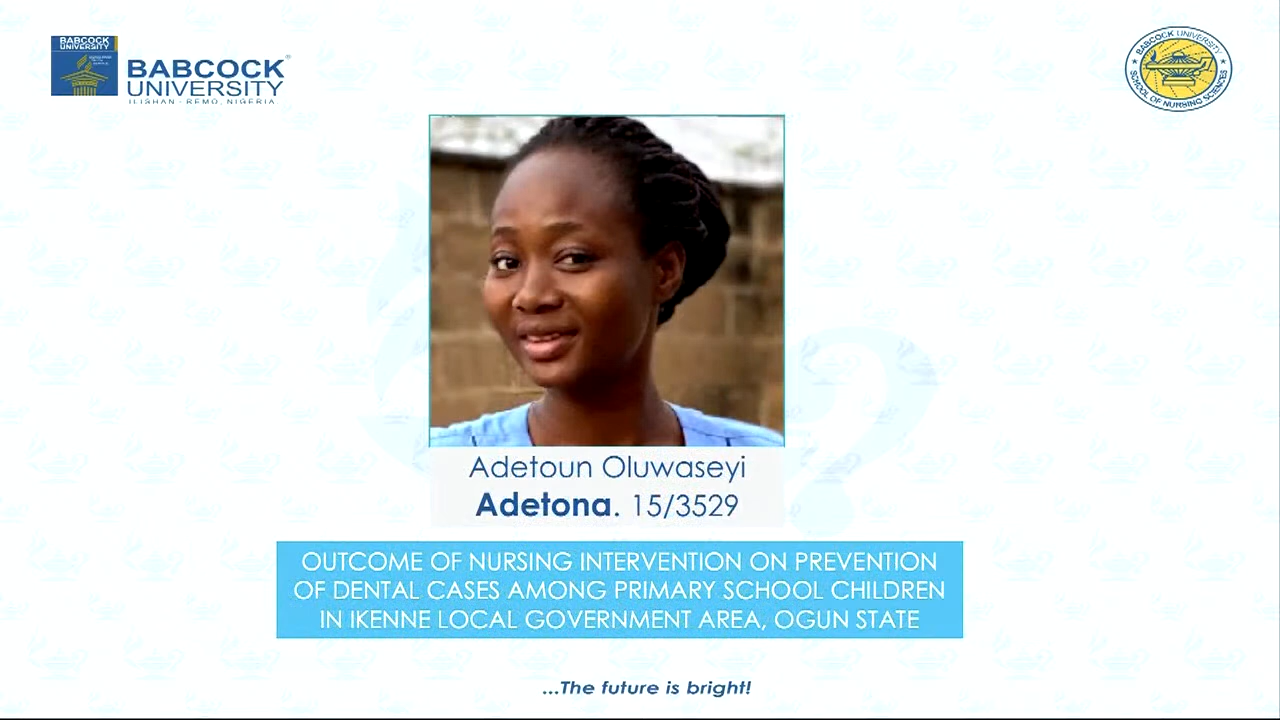 BABCOCK
UNIVERSITY
BABCOCK
UNIVERSITY
ILISHAN - REMO, NIGERIA
BABCOCK UNIVERSITY
SCHOOL OF NURSING SCIENCES
Adetoun Oluwaseyi
Adetona. 15/3529
OUTCOME OF NURSING INTERVENTION ON PREVENTION
OF DENTAL CASES AMONG PRIMARY SCHOOL CHILDREN
IN IKENNE LOCAL GOVERNMENT AREA, OGUN STATE
...The future is bright!